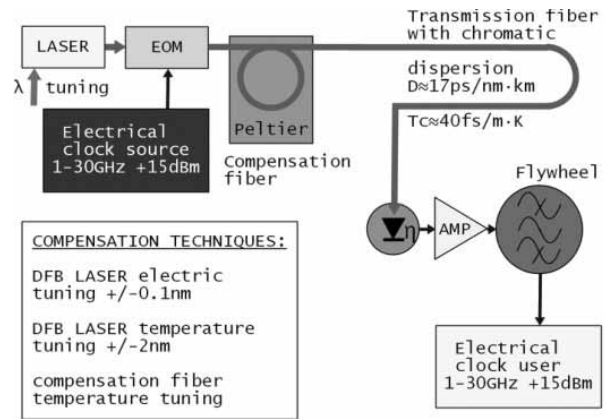 LASER
EOM
λ tuning
Electrical
clock source
1-30GHz +15dBm
Peltier
Compensation
fiber
Transmission fiber
with chromatic
dispersion
D≈17ps/nm·km
Tc≈40fs/m·K
η
AMP
Flywheel
Electrical
clock user
1-30GHz +15dBm
COMPENSATION TECHNIQUES:
DFB LASER electric
tuning +/-0.1nm
DFB LASER temperature
tuning +/-2nm
compensation fiber
temperature tuning